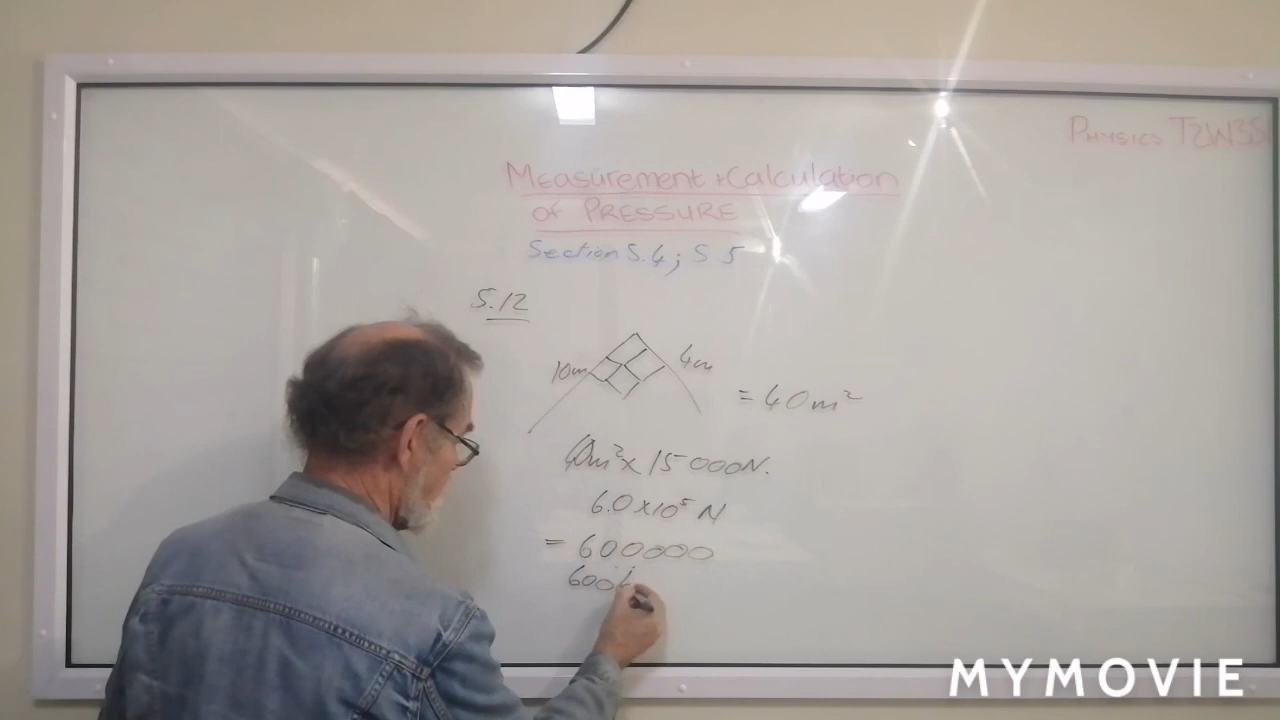 PHYSICS T2W3S
MEasurement + Calculation
of PRESSURE
Section 5.4; 5.5
5.12
10m
4m
= 40m²
40m² x 15 000N.
6.0 x 10⁵ N
= 600000
600k
MYMOVIE